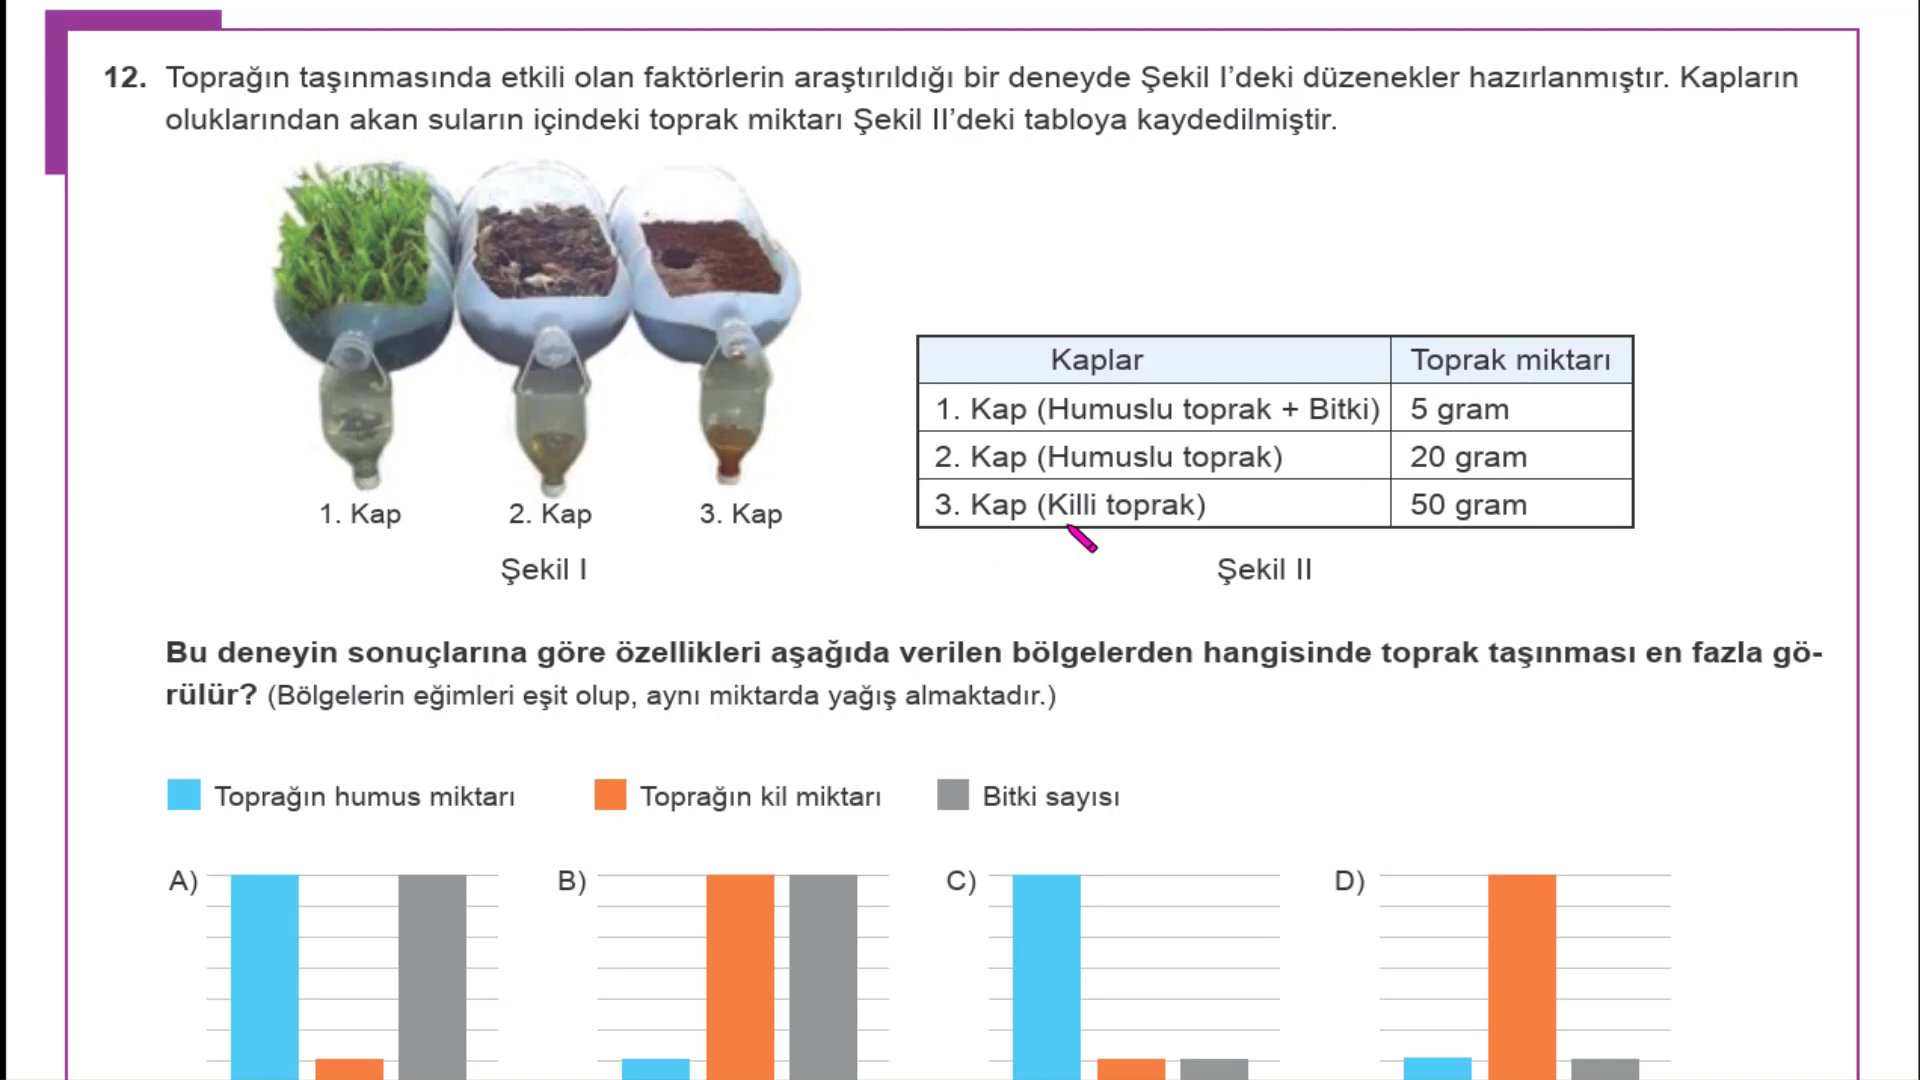 12. Toprağın taşınmasında etkili olan faktörlerin araştırıldığı bir deneyde Şekil I’deki düzenekler hazırlanmıştır. Kapların
oluklarından akan suların içindeki toprak miktarı Şekil II’deki tabloya kaydedilmiştir.
1. Kap 2. Kap 3. Kap
Şekil I
Kaplar Toprak miktarı
1. Kap (Humuslu toprak + Bitki) 5 gram
2. Kap (Humuslu toprak) 20 gram
3. Kap (Killi toprak) 50 gram
Şekil II
Bu deneyin sonuçlarına göre özellikleri aşağıda verilen bölgelerden hangisinde toprak taşınması en fazla gö-
rülür? (Bölgelerin eğimleri eşit olup, aynı miktarda yağış almaktadır.)
Toprağın humus miktarı Toprağın kil miktarı Bitki sayısı
A) B) C) D)